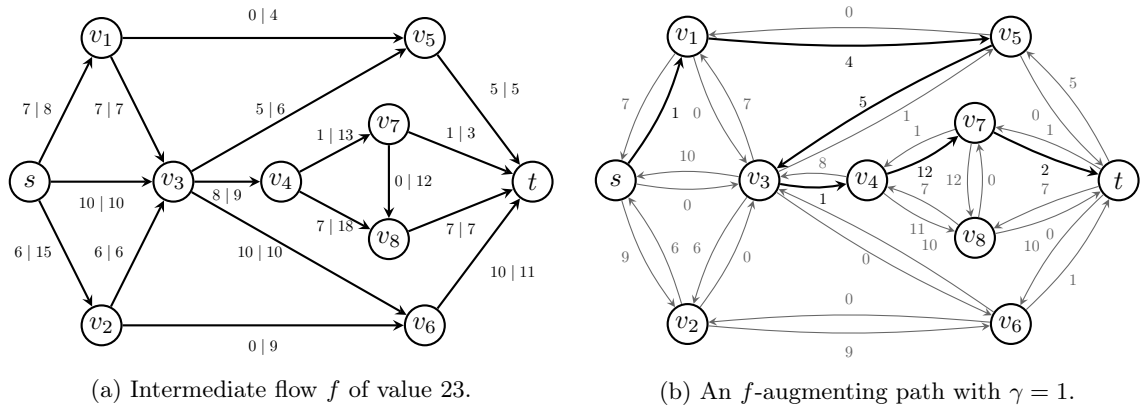 0 | 4
v1
v5
7 | 8
7 | 7
5 | 6
5 | 5
1 | 13
v7
1 | 3
s
10 | 10
v3
8 | 9
v4
0 | 12
t
6 | 15
6 | 6
7 | 18
v8
7 | 7
10 | 10
10 | 11
v2
v6
0 | 9
(a) Intermediate flow f of value 23.
0
v1
v5
4
7
1
0
7
5
1
5
0
1
v7
1
12
2
s
10
0
v3
8
1
v4
7
12
0
7
t
11
10
v8
9
6
6
0
0
10
0
1
v2
0
v6
9
(b) An f-augmenting path with γ = 1.